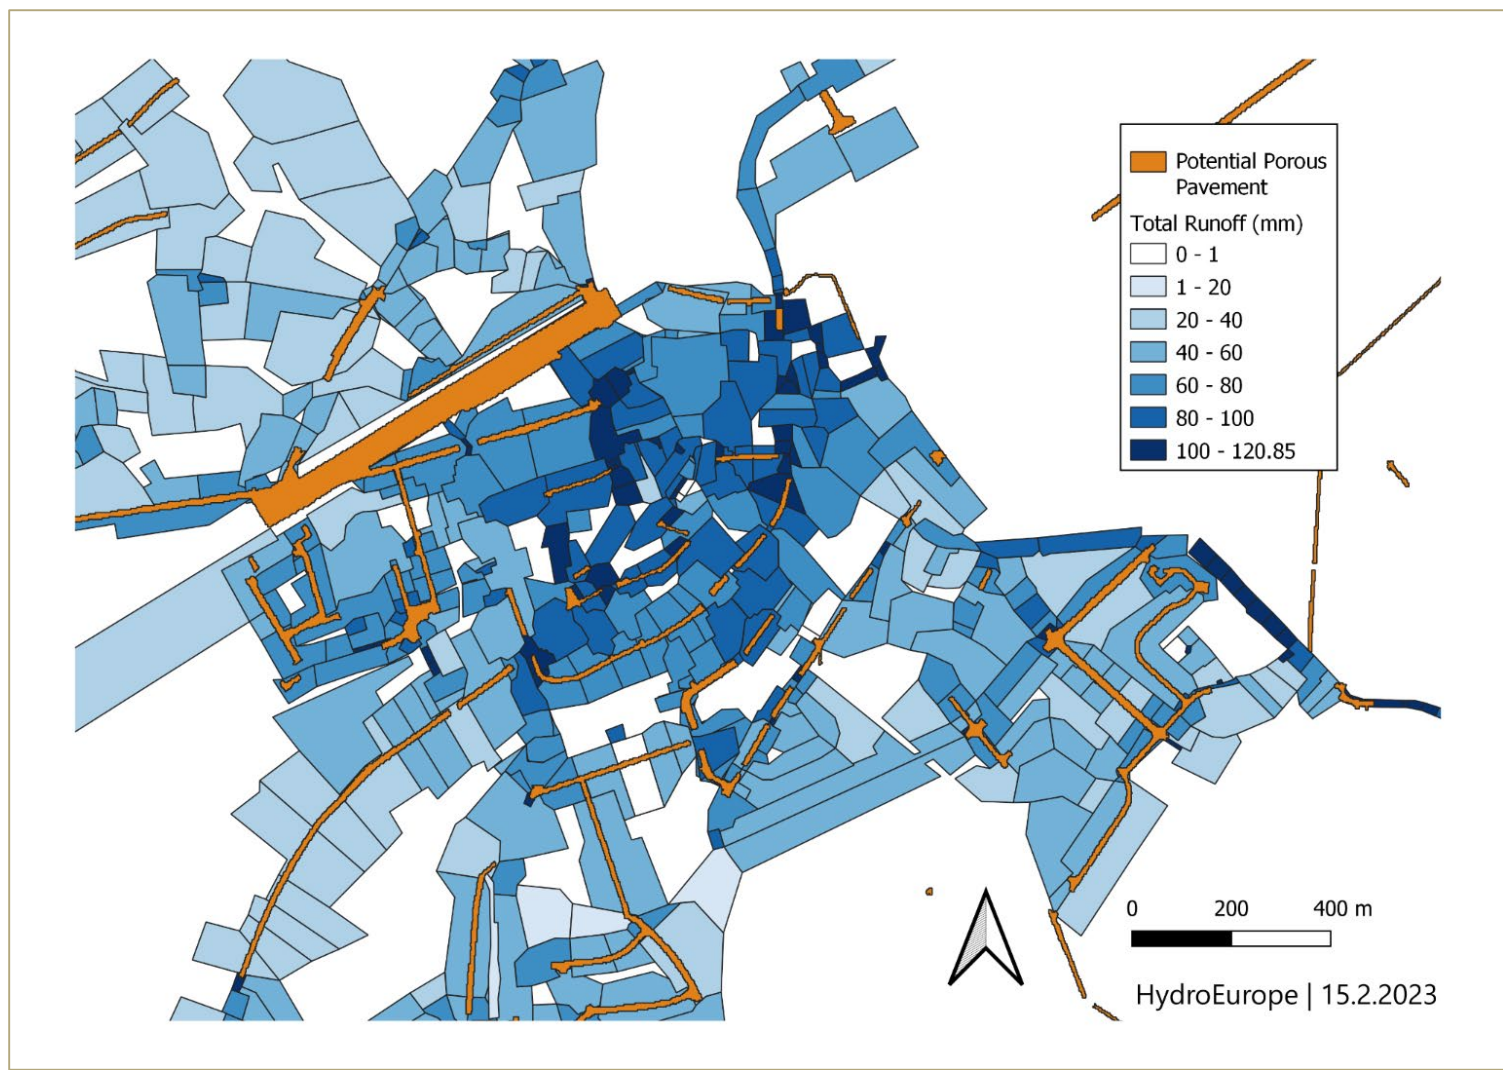 Potential Porous
Pavement
Total Runoff (mm)
0 - 1
1 - 20
20 - 40
40 - 60
60 - 80
80 - 100
100 - 120.85
0 200 400 m
HydroEurope | 15.2.2023